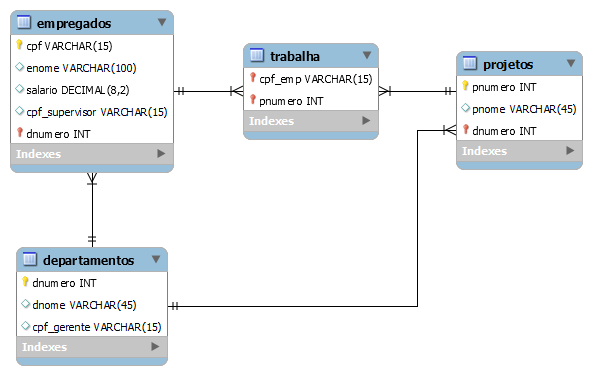 empregados
cpf VARCHAR(15)
enome VARCHAR(100)
salario DECIMAL(8,2)
cpf_supervisor VARCHAR(15)
dnumero INT
Indexes
trabalha
cpf_emp VARCHAR(15)
pnumero INT
Indexes
projetos
pnumero INT
pnome VARCHAR(45)
dnumero INT
Indexes
departamentos
dnumero INT
dnome VARCHAR(45)
cpf_gerente VARCHAR(15)
Indexes